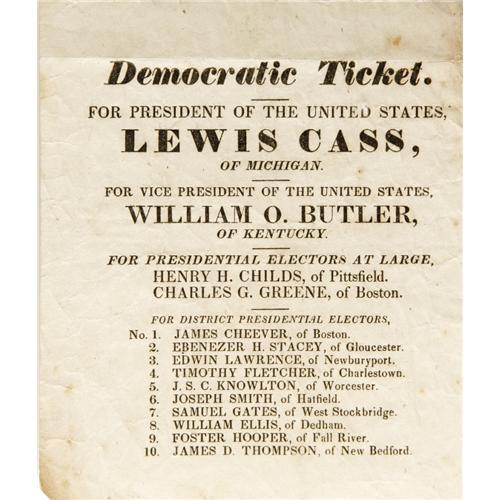 Democratic Ticket.
FOR PRESIDENT OF THE UNITED STATES,
LEWIS CASS,
OF MICHIGAN.
FOR VICE PRESIDENT OF THE UNITED STATES,
WILLIAM O. BUTLER,
OF KENTUCKY.
FOR PRESIDENTIAL ELECTORS AT LARGE,
HENRY H. CHILDS, of Pittsfield.
CHARLES G. GREENE, of Boston.
FOR DISTRICT PRESIDENTIAL ELECTORS,
No. 1. JAMES CHEEVER, of Boston.
2. EBENEZER H. STACEY, of Gloucester.
3. EDWIN LAWRENCE, of Newburyport.
4. TIMOTHY FLETCHER, of Charlestown.
5. J. S. C. KNOWLTON, of Worcester.
6. JOSEPH SMITH, of Hatfield.
7. SAMUEL GATES, of West Stockbridge.
8. WILLIAM ELLIS, of Dedham.
9. FOSTER HOOPER, of Fall River.
10. JAMES D. THOMPSON, of New Bedford.